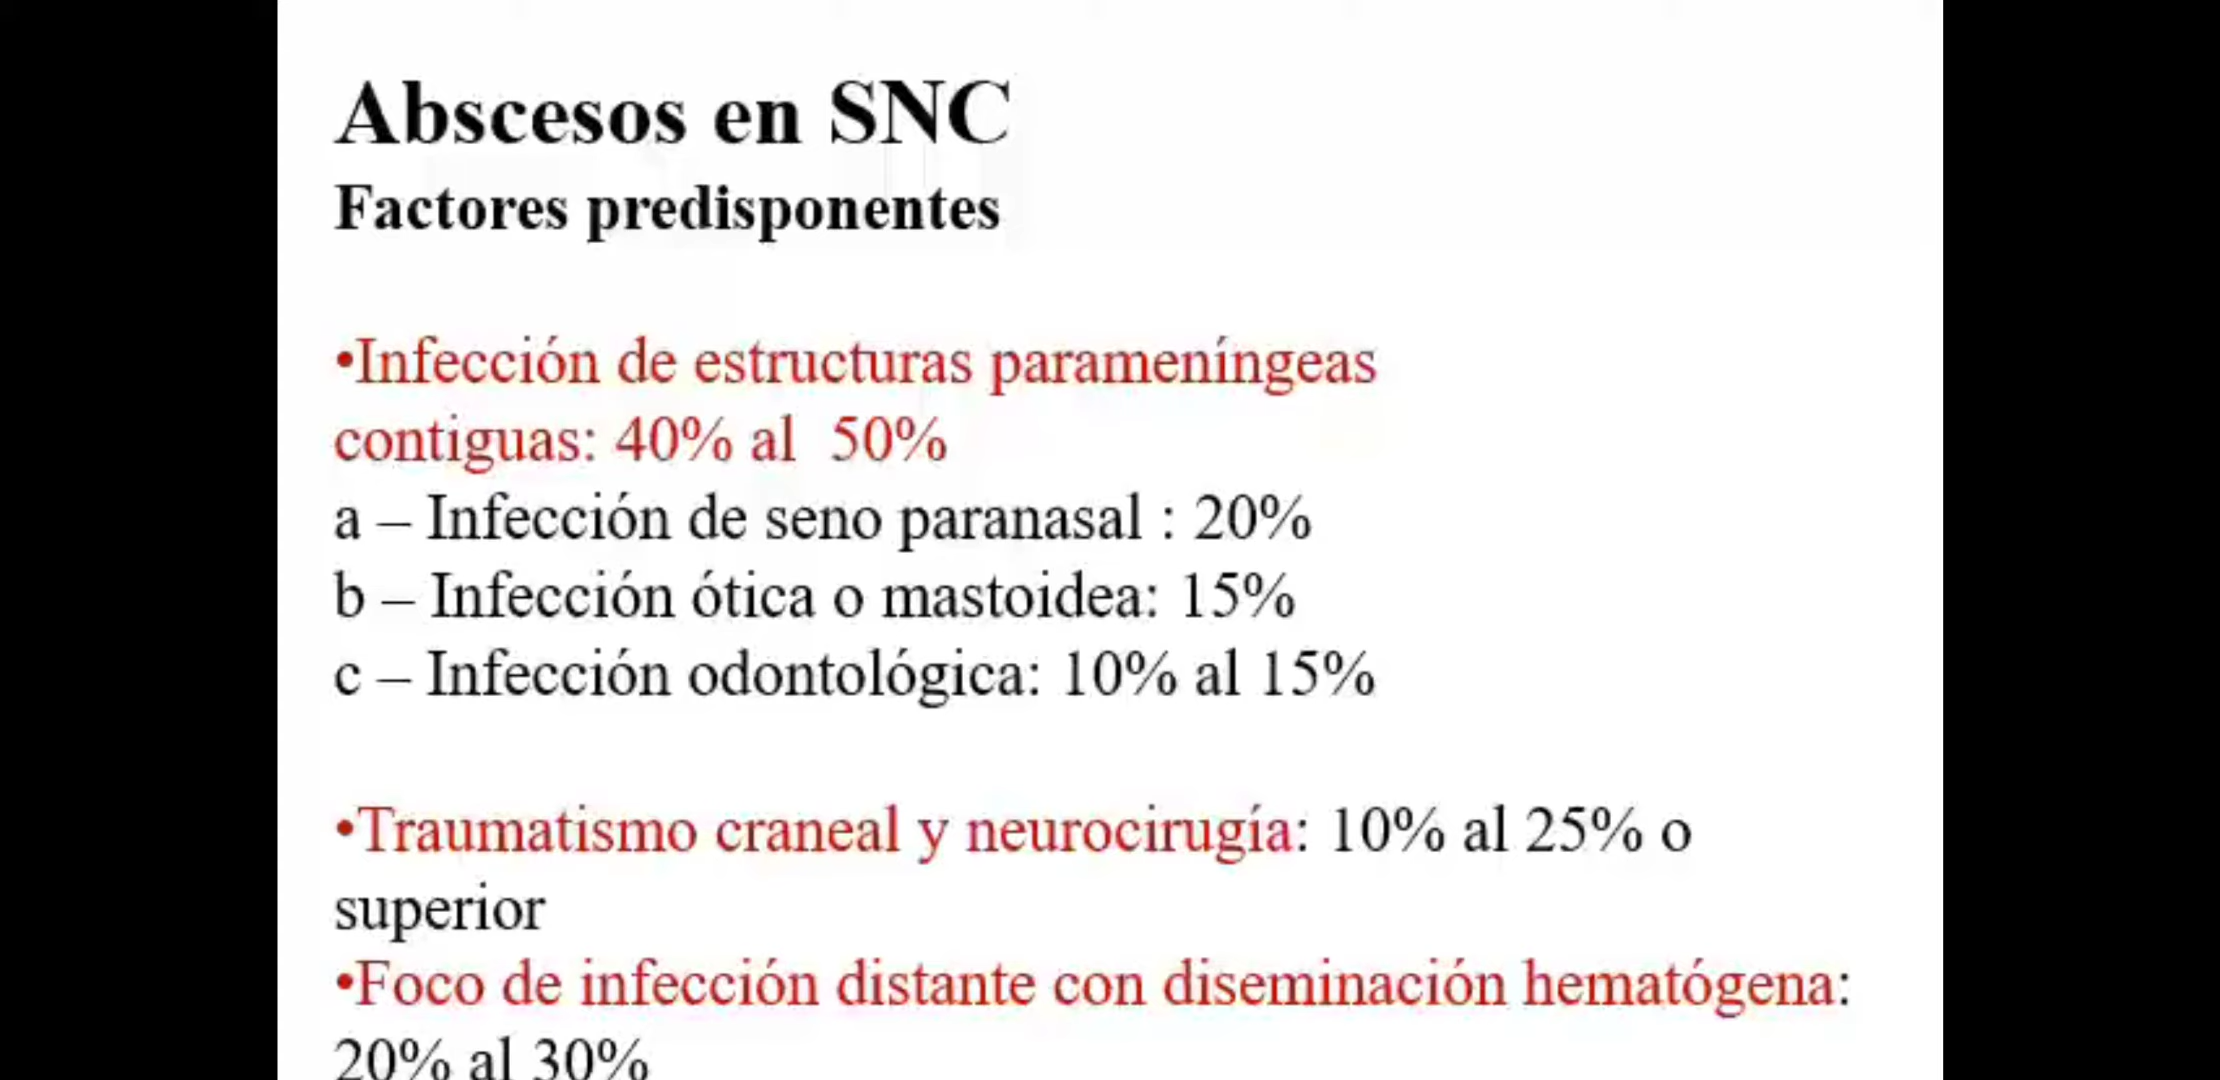 Abscesos en SNC
Factores predisponentes
•Infección de estructuras parameníngeas
contiguas: 40% al  50%
a – Infección de seno paranasal : 20%
b – Infección ótica o mastoidea: 15%
c – Infección odontológica: 10% al 15%
•Traumatismo craneal y neurocirugía: 10% al 25% o
superior
•Foco de infección distante con diseminación hematógena:
20% al 30%